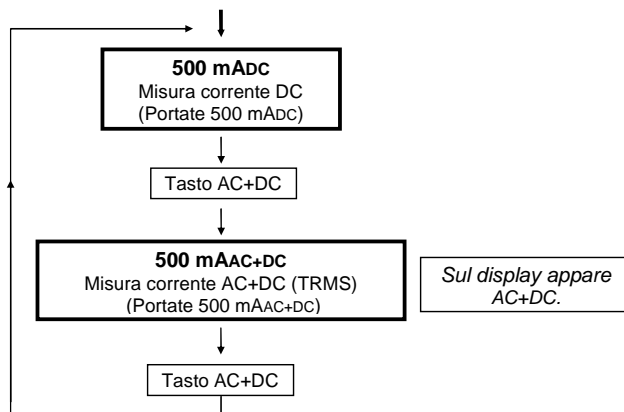 500 mADC
Misura corrente DC
(Portate 500 mADC)
Tasto AC+DC
500 mAAC+DC
Misura corrente AC+DC (TRMS)
(Portate 500 mAAC+DC)
Sul display appare
AC+DC.
Tasto AC+DC